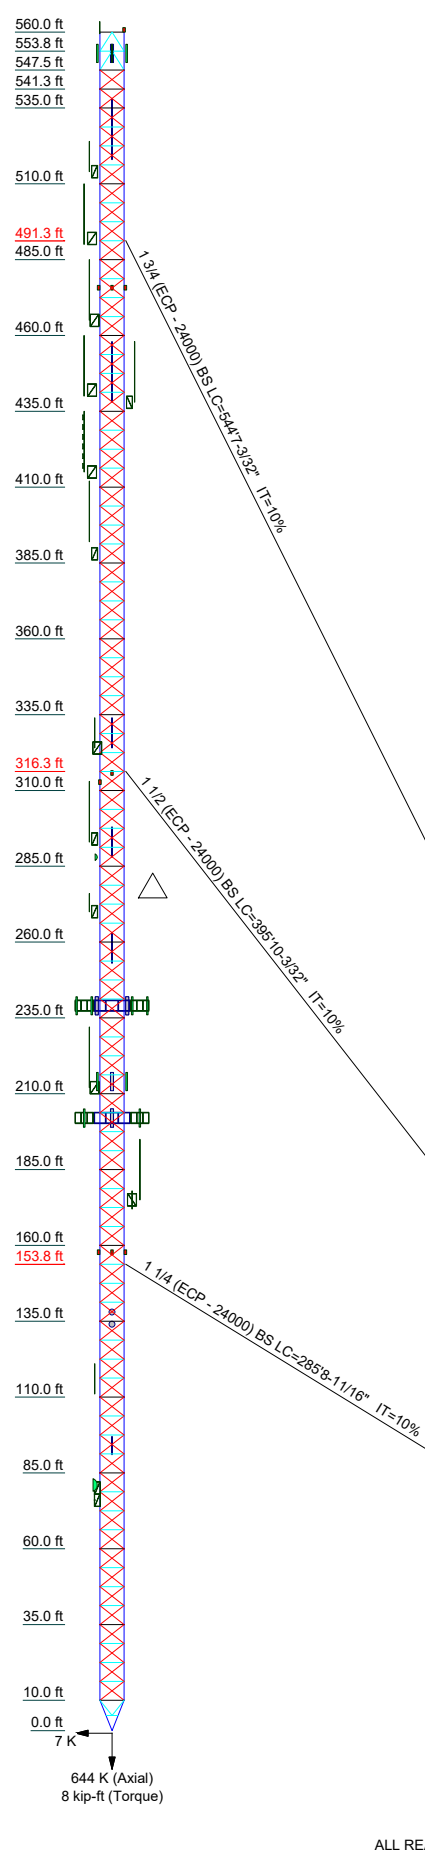 560.0 ft
553.8 ft
547.5 ft
541.3 ft
535.0 ft
510.0 ft
491.3 ft
485.0 ft
1 3/4 (ECP - 24000) BS LC=544'7-3/32" IT=10%
460.0 ft
435.0 ft
410.0 ft
385.0 ft
360.0 ft
335.0 ft
316.3 ft
310.0 ft
1 1/2 (ECP - 24000) BS LC=395'10-3/32" IT=10%
285.0 ft
260.0 ft
235.0 ft
210.0 ft
185.0 ft
160.0 ft
153.8 ft
1 1/4 (ECP - 24000) BS LC=285'8-11/16" IT=10%
135.0 ft
110.0 ft
85.0 ft
60.0 ft
35.0 ft
10.0 ft
0.0 ft
7 K
644 K (Axial)
8 kip-ft (Torque)
ALL REA